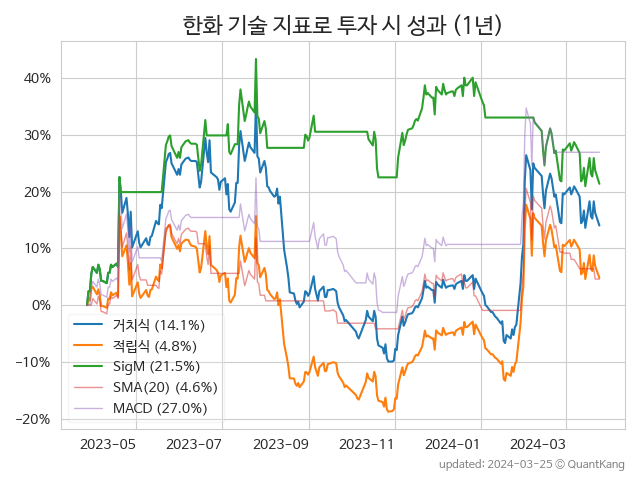 한화 기술 지표로 투자 시 성과 (1년)
40%
30%
20%
10%
0%
−10%
−20%
거치식 (14.1%)
적립식 (4.8%)
SigM (21.5%)
SMA(20) (4.6%)
MACD (27.0%)
2023-05 2023-07 2023-09 2023-11 2024-01 2024-03
updated: 2024-03-25 © QuantKang